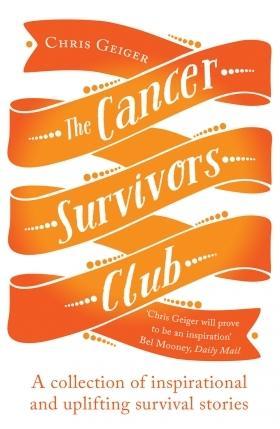 CHRIS GEIGER
The Cancer
Survivors
Club
'Chris Geiger will prove
to be an inspiration'
Bel Mooney, Daily Mail
A collection of inspirational
and uplifting survival stories